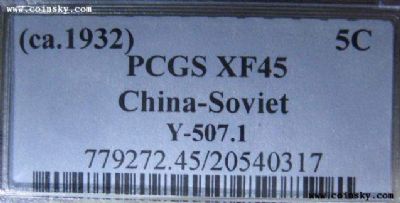 www.coinsky.com
(ca.1932) 5C
PCGS XF45
China-Soviet
Y-507.1
779272.45/20540317
www.coinsky.com